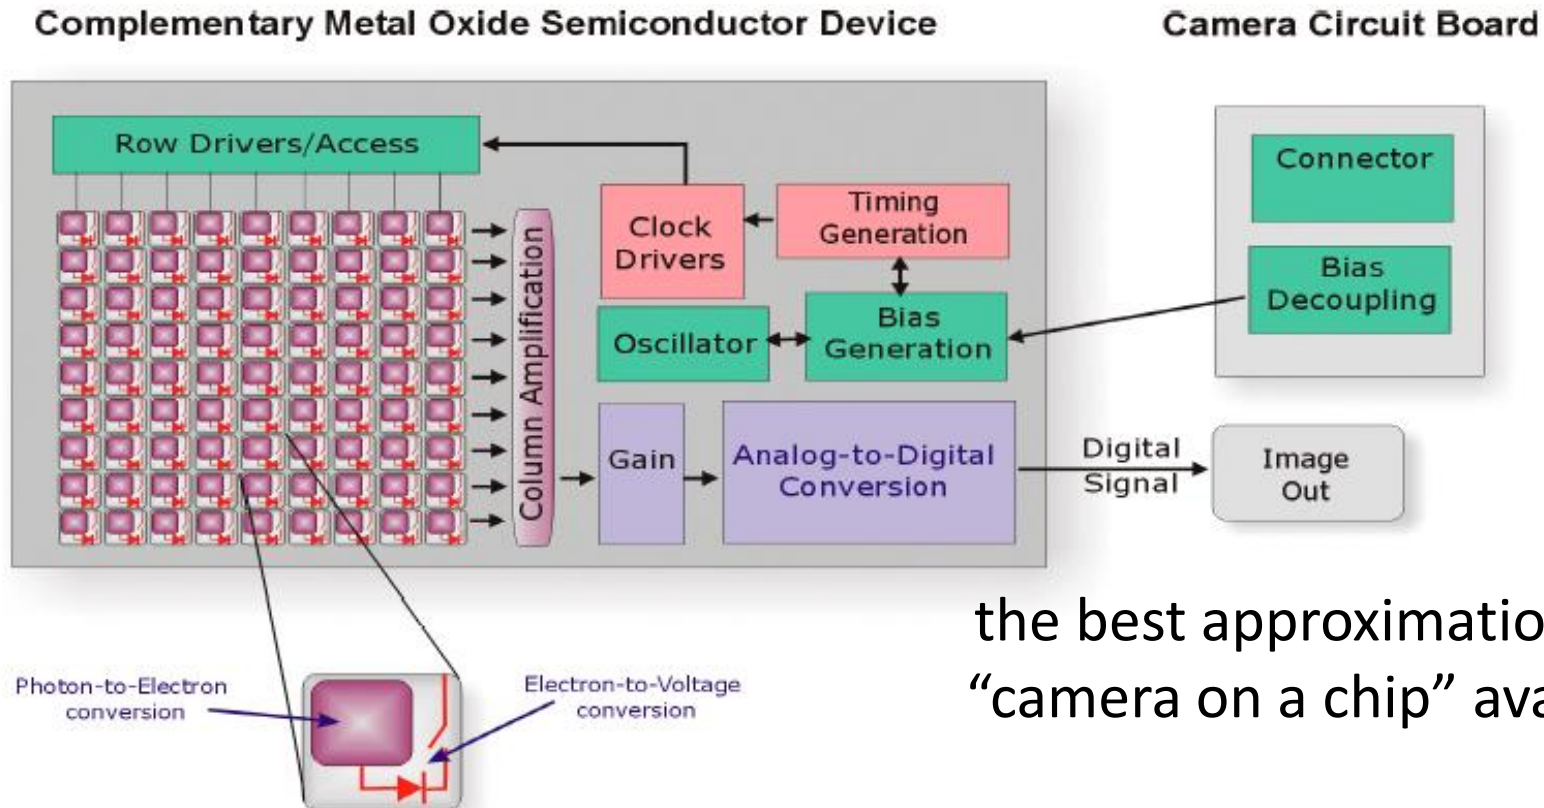 Complementary Metal Oxide Semiconductor Device
Camera Circuit Board
Row Drivers/Access
Clock
Drivers
Timing
Generation
Oscillator
Bias
Generation
Connector
Bias
Decoupling
Column Amplification
Gain
Analog-to-Digital
Conversion
Digital
Signal
Image
Out
Photon-to-Electron
conversion
Electron-to-Voltage
conversion
the best approximatio
“camera on a chip” ava